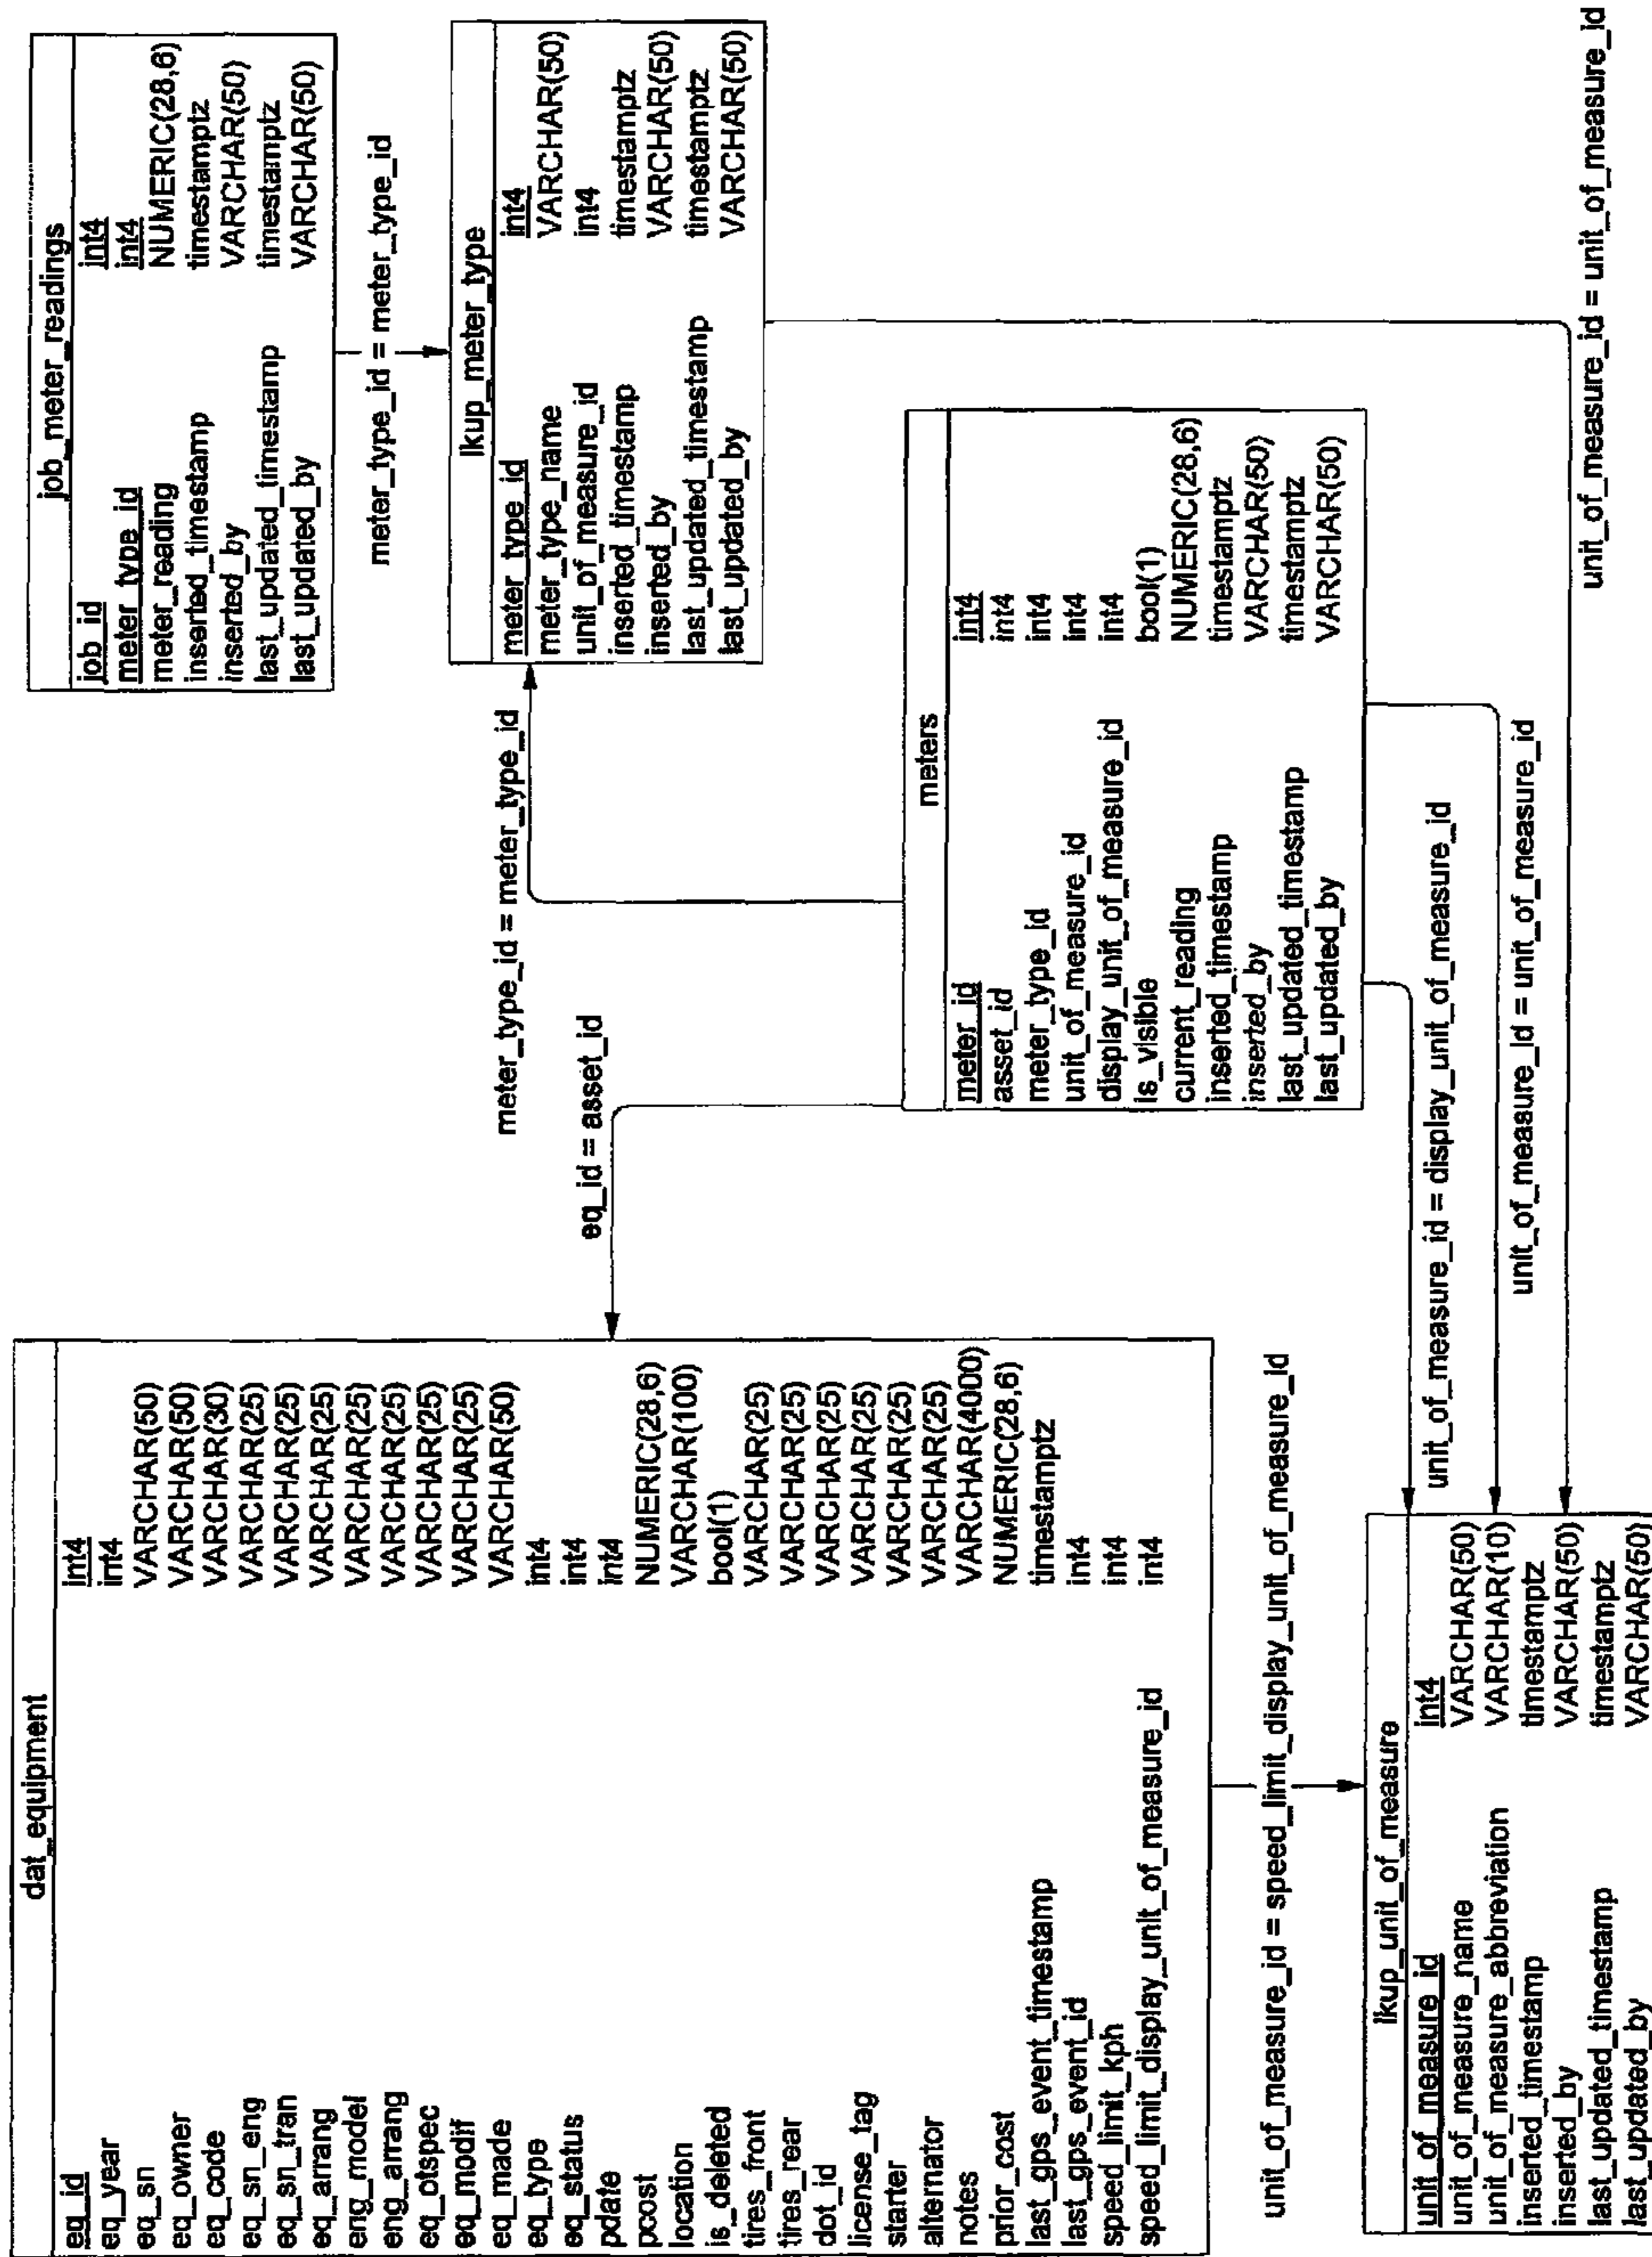 dat_equipment
eq_id int4
eq_year int4
eq_sn VARCHAR(50)
eq_owner VARCHAR(50)
eq_code VARCHAR(30)
eq_sn_eng VARCHAR(25)
eq_sn_tran VARCHAR(25)
eq_arrang VARCHAR(25)
eng_model VARCHAR(25)
eng_arrang VARCHAR(25)
eq_otspec VARCHAR(25)
eq_modif VARCHAR(25)
eq_made VARCHAR(50)
eq_type int4
eq_status int4
pdate int4
pcost NUMERIC(28,6)
location VARCHAR(100)
is_deleted bool(1)
tires_front VARCHAR(25)
tires_rear VARCHAR(25)
dot_id VARCHAR(25)
license_tag VARCHAR(25)
starter VARCHAR(25)
alternator VARCHAR(25)
notes VARCHAR(4000)
prior_cost NUMERIC(28,6)
last_gps_event_timestamp timestamptz
last_gps_event_id int4
speed_limit_kph int4
speed_limit_display_unit_of_measure_id int4
unit_of_measure_id = speed_limit_display_unit_of_measure_id
lkup_unit_of_measure
unit_of_measure_id int4
unit_of_measure_name VARCHAR(50)
unit_of_measure_abbreviation VARCHAR(10)
inserted_timestamp timestamptz
inserted_by VARCHAR(50)
last_updated_timestamp timestamptz
last_updated_by VARCHAR(50)
eq_id = asset_id
meters
meter_id int4
asset_id int4
meter_type_id int4
unit_of_measure_id int4
display_unit_of_measure_id int4
is_visible bool(1)
current_reading NUMERIC(28,6)
inserted_timestamp timestamptz
inserted_by VARCHAR(50)
last_updated_timestamp timestamptz
last_updated_by VARCHAR(50)
unit_of_measure_id = display_unit_of_measure_id
unit_of_measure_id = unit_of_measure_id
unit_of_measure_id = unit_of_measure_id
meter_type_id = meter_type_id
job_meter_readings
job_id int4
meter_type_id int4
meter_reading NUMERIC(28,6)
inserted_timestamp timestamptz
inserted_by VARCHAR(50)
last_updated_timestamp timestamptz
last_updated_by VARCHAR(50)
meter_type_id = meter_type_id
lkup_meter_type
meter_type_id int4
meter_type_name VARCHAR(50)
unit_of_measure_id int4
inserted_timestamp timestamptz
inserted_by VARCHAR(50)
last_updated_timestamp timestamptz
last_updated_by VARCHAR(50)